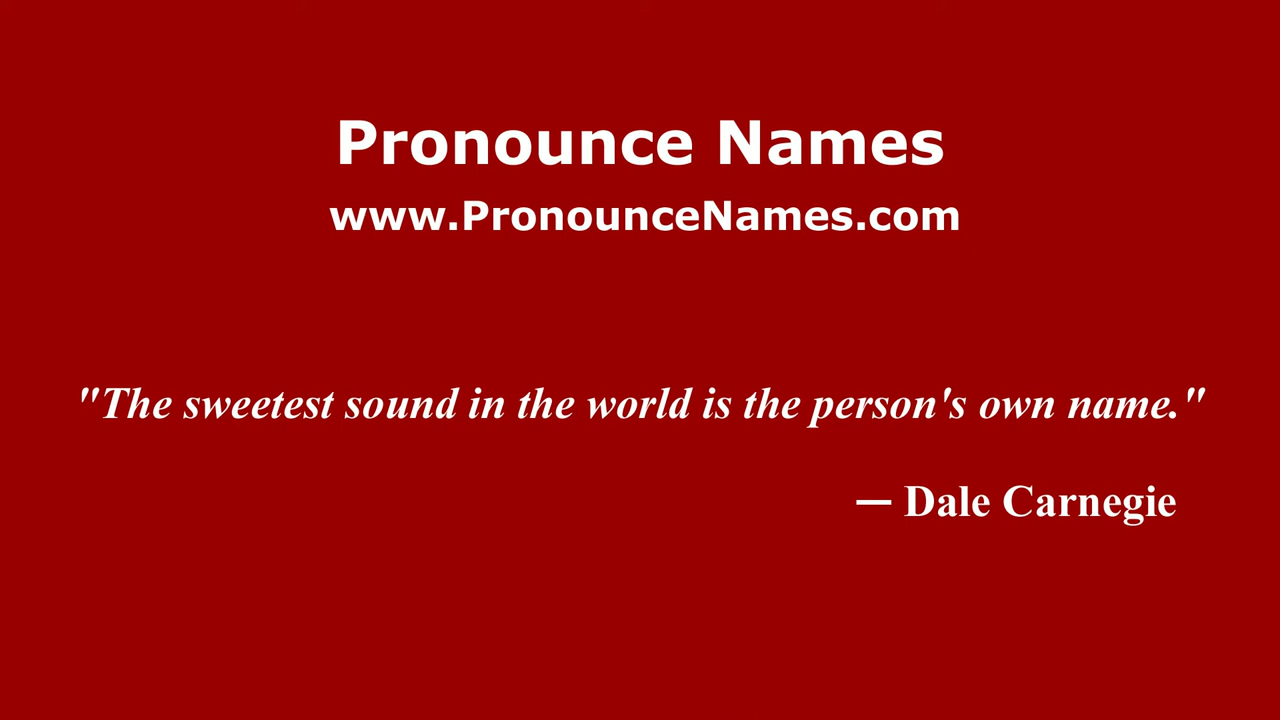 Pronounce Names
www.PronounceNames.com
"The sweetest sound in the world is the person's own name."
— Dale Carnegie